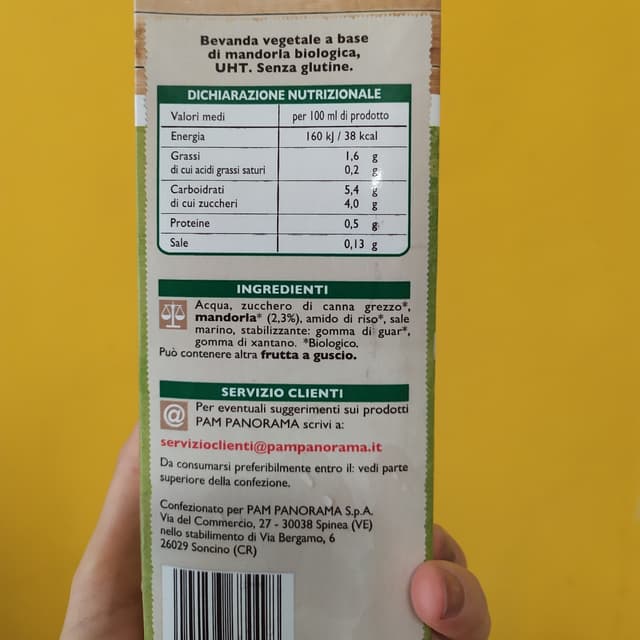 Bevanda vegetale a base
di mandorla biologica,
UHT. Senza glutine.
DICHIARAZIONE NUTRIZIONALE
Valori medi per 100 ml di prodotto
Energia 160 kJ / 38 kcal
Grassi 1,6 g
di cui acidi grassi saturi 0,2 g
Carboidrati 5,4 g
di cui zuccheri 4,0 g
Proteine 0,5 g
Sale 0,13 g
INGREDIENTI
Acqua, zucchero di canna grezzo*,
mandorla* (2,3%), amido di riso*, sale
marino, stabilizzante: gomma di guar*,
gomma di xantano. *Biologico.
Può contenere altra frutta a guscio.
SERVIZIO CLIENTI
@ Per eventuali suggerimenti sui prodotti
PAM PANORAMA scrivi a:
servizioclienti@pampanorama.it
Da consumarsi preferibilmente entro il: vedi parte
superiore della confezione.
Confezionato per PAM PANORAMA S.p.A.
Via del Commercio, 27 - 30038 Spinea (VE)
nello stabilimento di Via Bergamo, 6
26029 Soncino (CR)